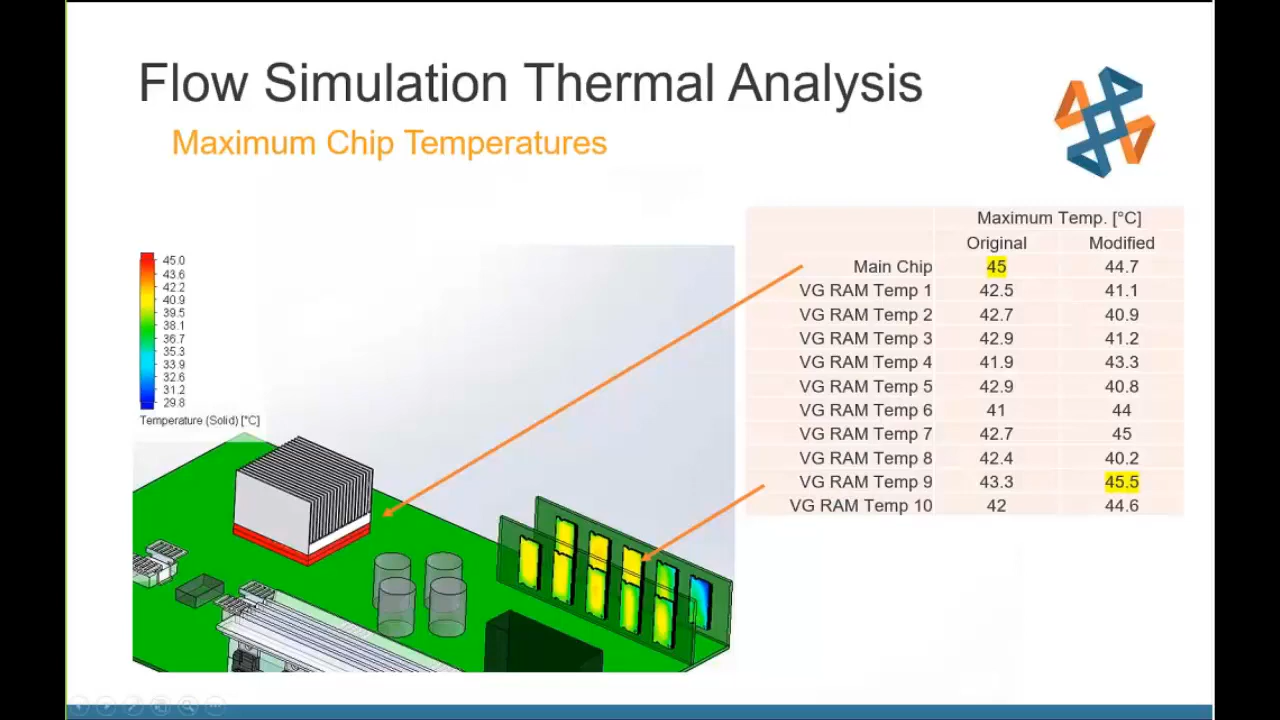 Flow Simulation Thermal Analysis
Maximum Chip Temperatures
Maximum Temp. [°C]
Original Modified
Main Chip 45 44.7
VG RAM Temp 1 42.5 41.1
VG RAM Temp 2 42.7 40.9
VG RAM Temp 3 42.9 41.2
VG RAM Temp 4 41.9 43.3
VG RAM Temp 5 42.9 40.8
VG RAM Temp 6 41 44
VG RAM Temp 7 42.7 45
VG RAM Temp 8 42.4 40.2
VG RAM Temp 9 43.3 45.5
VG RAM Temp 10 42 44.6
45.0
43.6
42.2
40.9
39.5
38.1
36.7
35.3
33.9
32.6
31.2
29.8
Temperature (Solid) [°C]